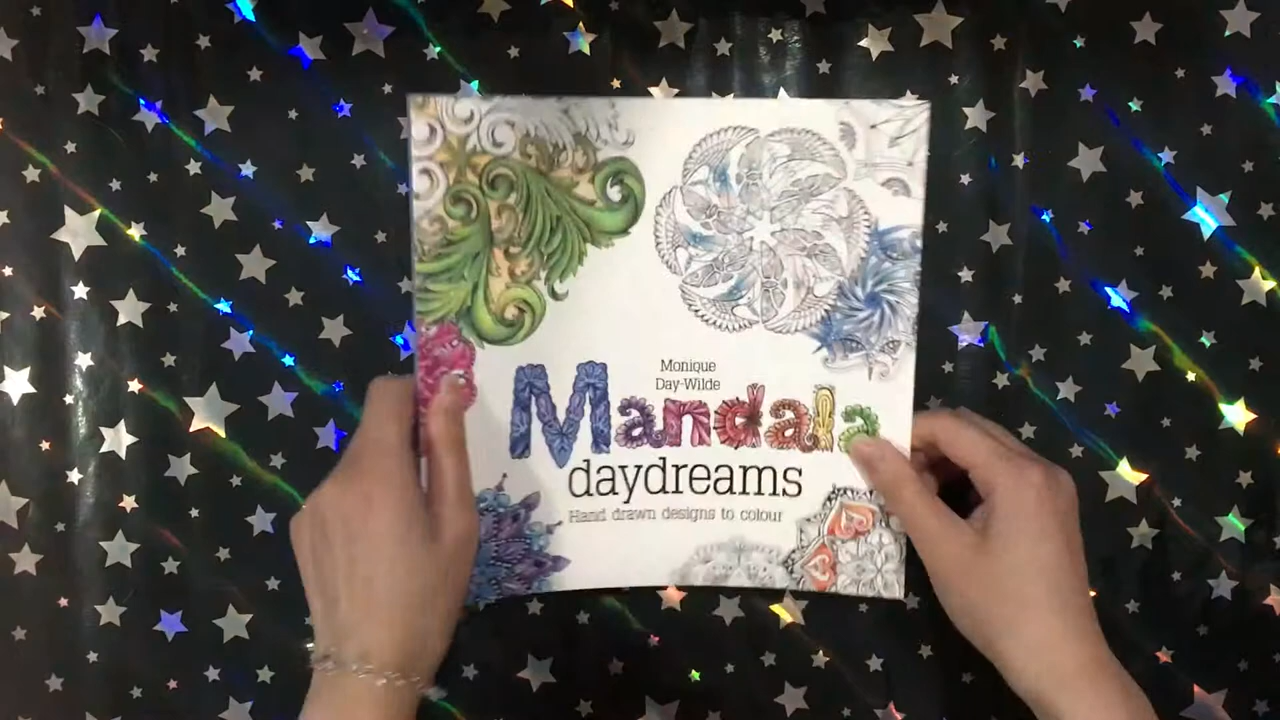 Monique
Day-Wilde
Mandala
daydreams
Hand drawn designs to colour